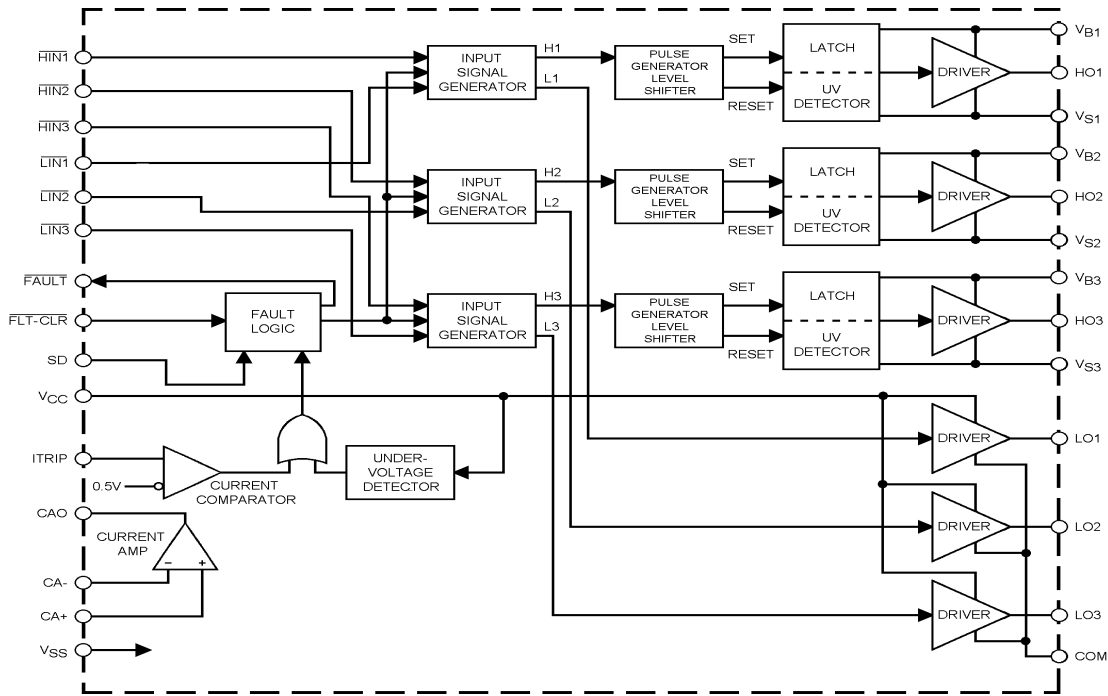 HIN1
HIN2
HIN3
LIN1
LIN2
LIN3
FAULT
FLT-CLR
SD
VCC
ITRIP
0.5V
CAO
CA-
CA+
VSS
INPUT
SIGNAL
GENERATOR
H1
L1
PULSE
GENERATOR
LEVEL
SHIFTER
SET
RESET
LATCH
UV
DETECTOR
DRIVER
VB1
HO1
VS1
INPUT
SIGNAL
GENERATOR
H2
L2
PULSE
GENERATOR
LEVEL
SHIFTER
SET
RESET
LATCH
UV
DETECTOR
DRIVER
VB2
HO2
VS2
FAULT
LOGIC
INPUT
SIGNAL
GENERATOR
H3
L3
PULSE
GENERATOR
LEVEL
SHIFTER
SET
RESET
LATCH
UV
DETECTOR
DRIVER
VB3
HO3
VS3
CURRENT
COMPARATOR
UNDER-
VOLTAGE
DETECTOR
CURRENT
AMP
-
+
DRIVER
LO1
DRIVER
LO2
DRIVER
LO3
COM